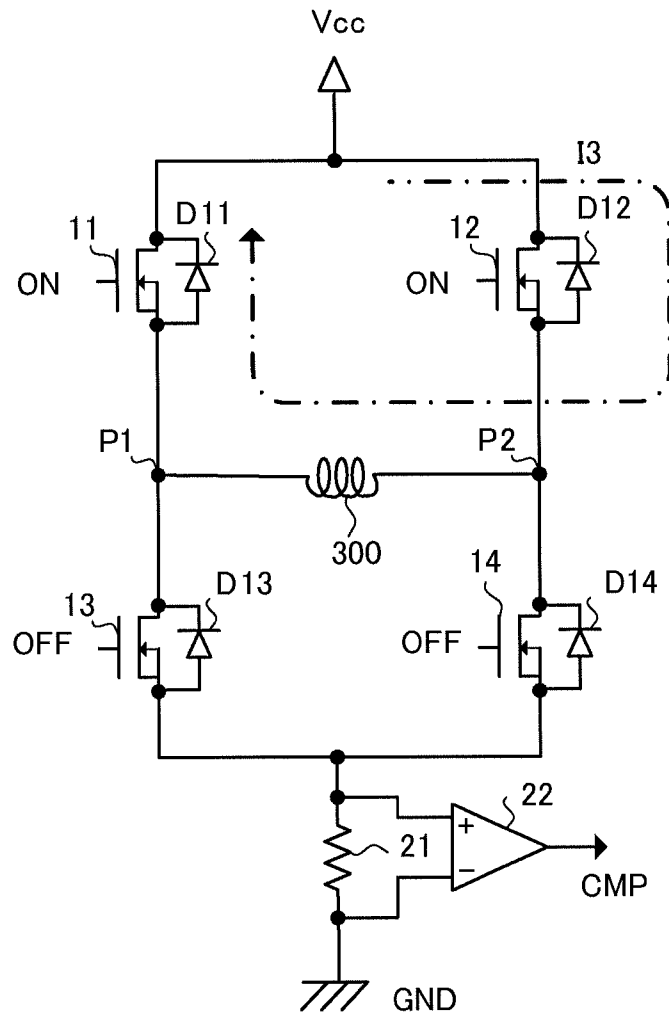 Vcc
I3
11
D11
12
D12
ON
ON
P1
P2
300
13
D13
14
D14
OFF
OFF
+
−
22
21
CMP
GND